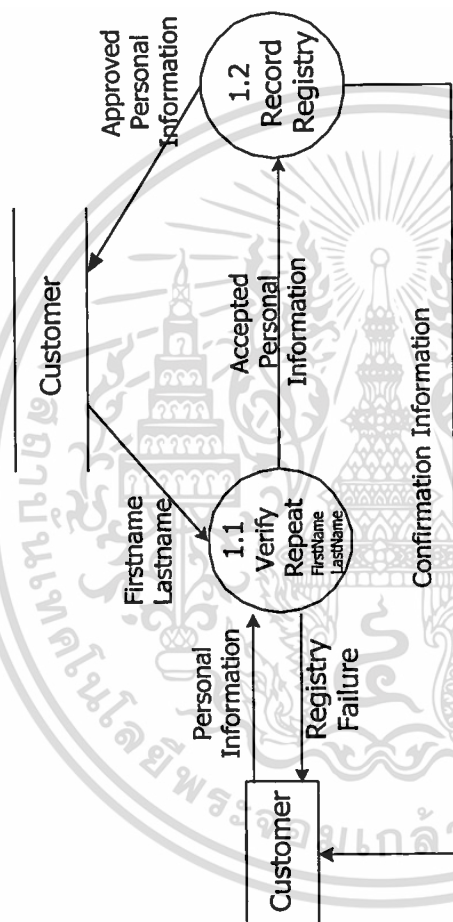 Customer
Firstname
Lastname
Approved
Personal
Information
Customer
Personal
Information
Registry
Failure
1.1
Verify
Repeat
FirstName
LastName
Accepted
Personal
Information
1.2
Record
Registry
Confirmation Information